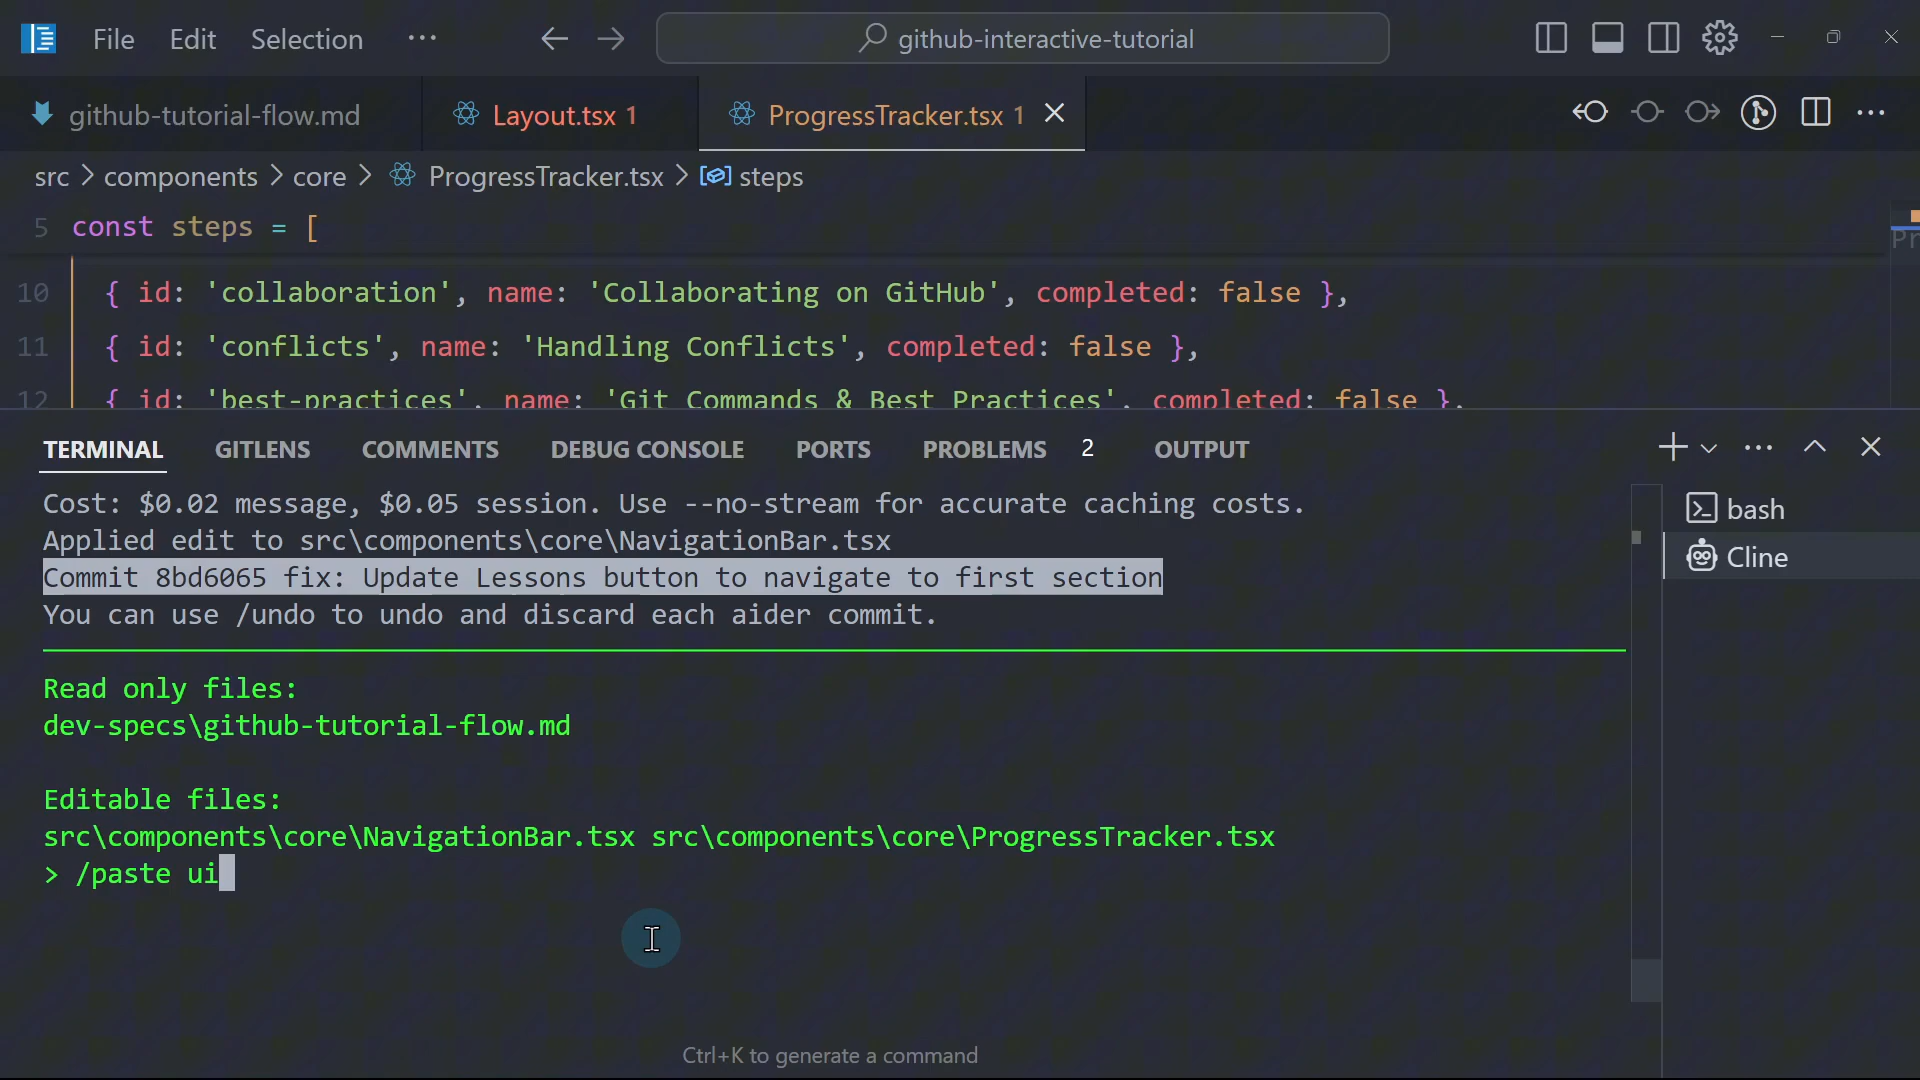 File Edit Selection ··· github-interactive-tutorial
github-tutorial-flow.md Layout.tsx 1 ProgressTracker.tsx 1
src > components > core > ProgressTracker.tsx > steps
5 const steps = [
10 { id: 'collaboration', name: 'Collaborating on GitHub', completed: false },
11 { id: 'conflicts', name: 'Handling Conflicts', completed: false },
12 { id: 'best-practices', name: 'Git Commands & Best Practices', completed: false },
TERMINAL GITLENS COMMENTS DEBUG CONSOLE PORTS PROBLEMS 2 OUTPUT
Cost: $0.02 message, $0.05 session. Use --no-stream for accurate caching costs.
Applied edit to src\components\core\NavigationBar.tsx
Commit 8bd6065 fix: Update Lessons button to navigate to first section
You can use /undo to undo and discard each aider commit.
Read only files:
dev-specs\github-tutorial-flow.md
Editable files:
src\components\core\NavigationBar.tsx src\components\core\ProgressTracker.tsx
> /paste ui
bash
Cline
Ctrl+K to generate a command